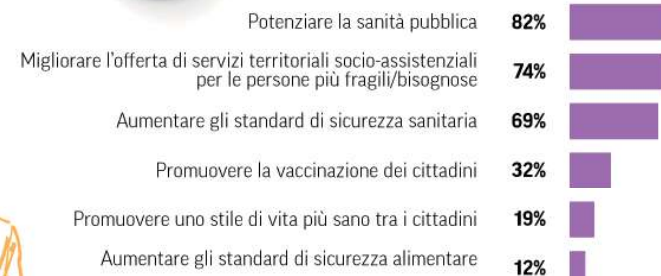 Potenziare la sanità pubblica 82%
Migliorare l'offerta di servizi territoriali socio-assistenziali
per le persone più fragili/bisognose 74%
Aumentare gli standard di sicurezza sanitaria 69%
Promuovere la vaccinazione dei cittadini 32%
Promuovere uno stile di vita più sano tra i cittadini 19%
Aumentare gli standard di sicurezza alimentare 12%